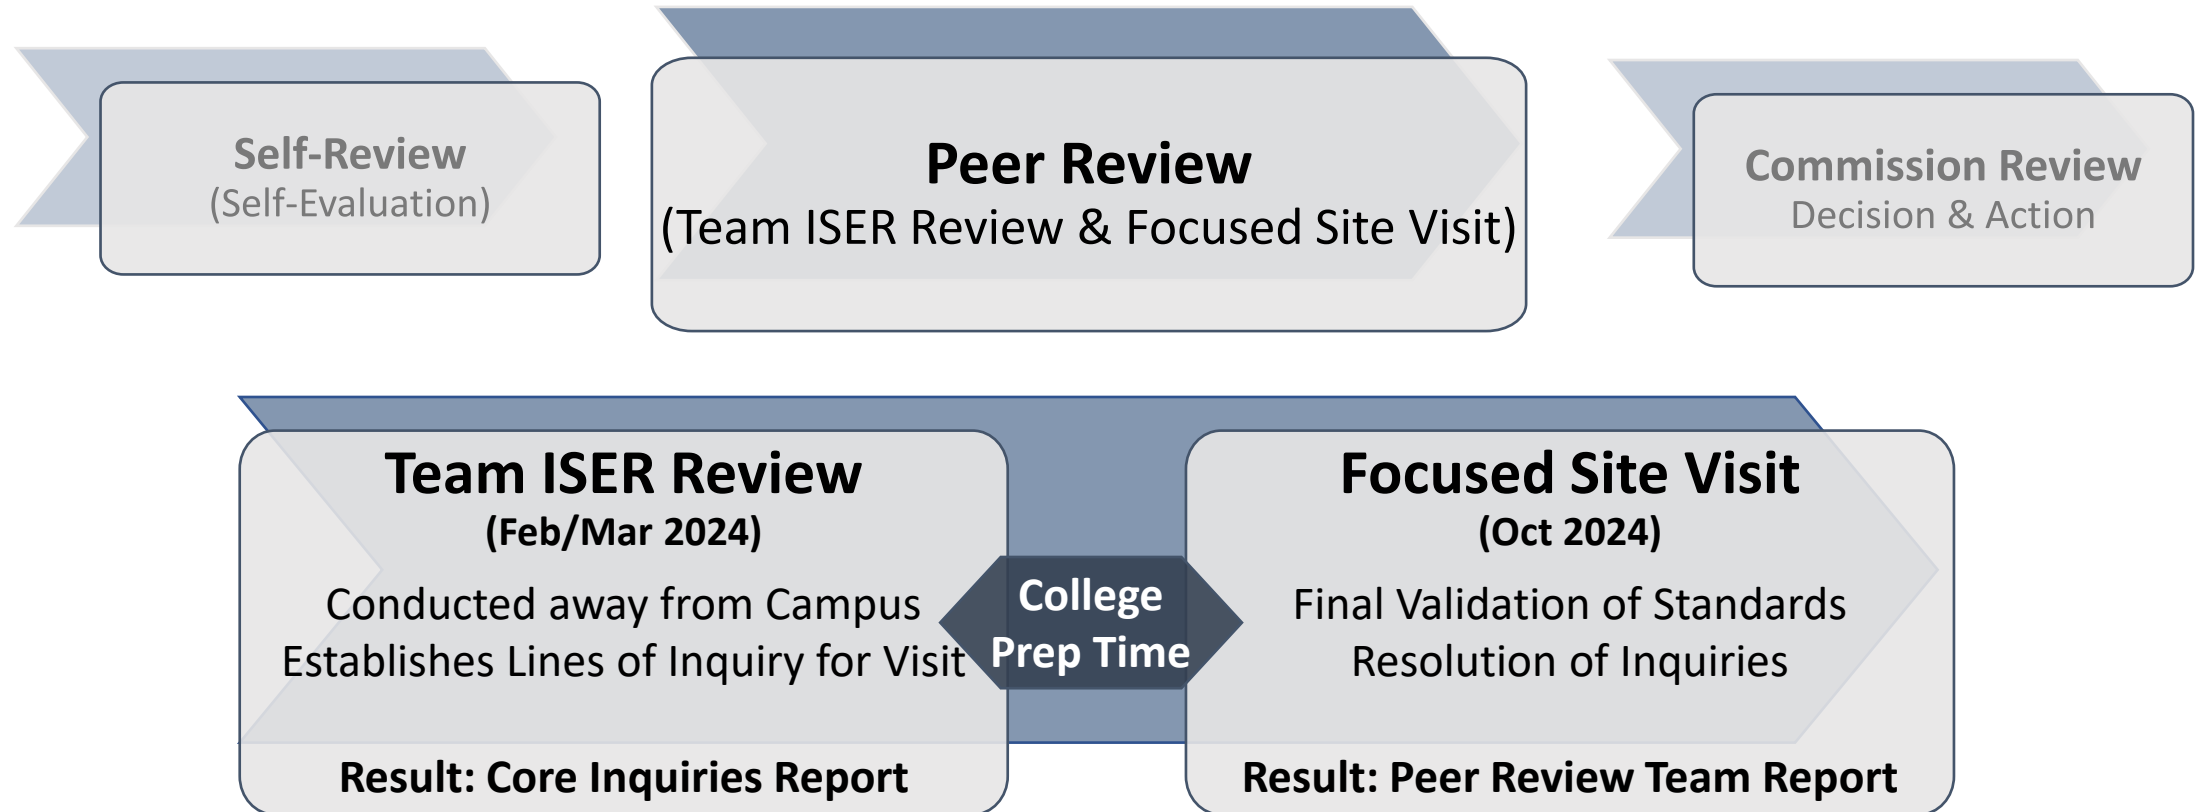 Self-Review
(Self-Evaluation)
Peer Review
(Team ISER Review & Focused Site Visit)
Commission Review
Decision & Action
Team ISER Review
(Feb/Mar 2024)
Conducted away from Campus
Establishes Lines of Inquiry for Visit
Result: Core Inquiries Report
College
Prep Time
Focused Site Visit
(Oct 2024)
Final Validation of Standards
Resolution of Inquiries
Result: Peer Review Team Report